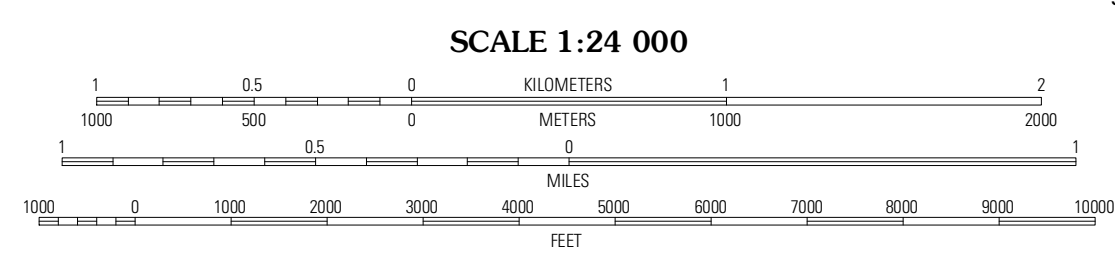 SCALE 1:24 000
1 0.5 0 KILOMETERS 1 2
1000 500 0 METERS 1000 2000
1 0.5 0 1
MILES
1000 0 1000 2000 3000 4000 5000 6000 7000 8000 9000 10000
FEET